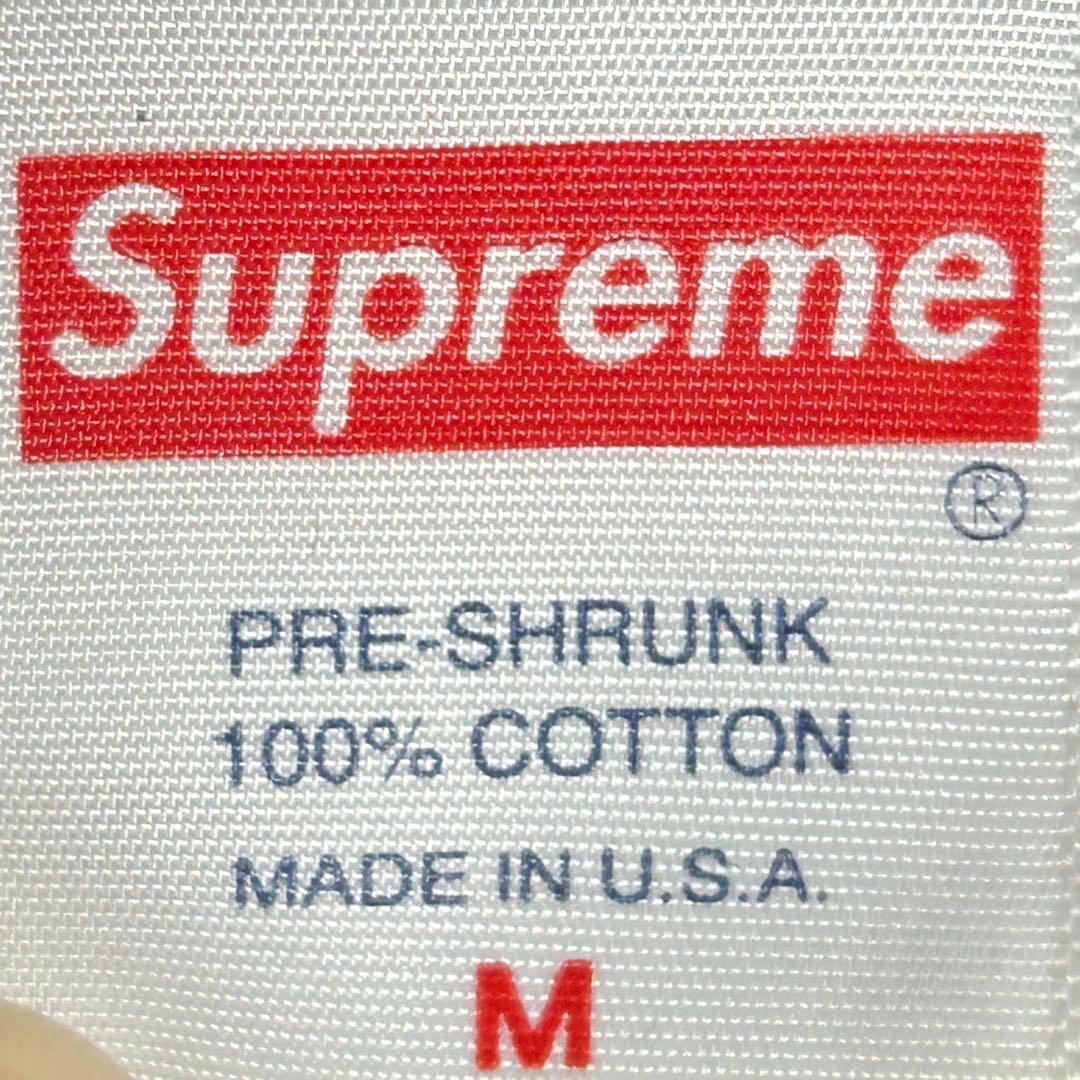 Supreme
®
PRE-SHRUNK
100% COTTON
MADE IN U.S.A.
M